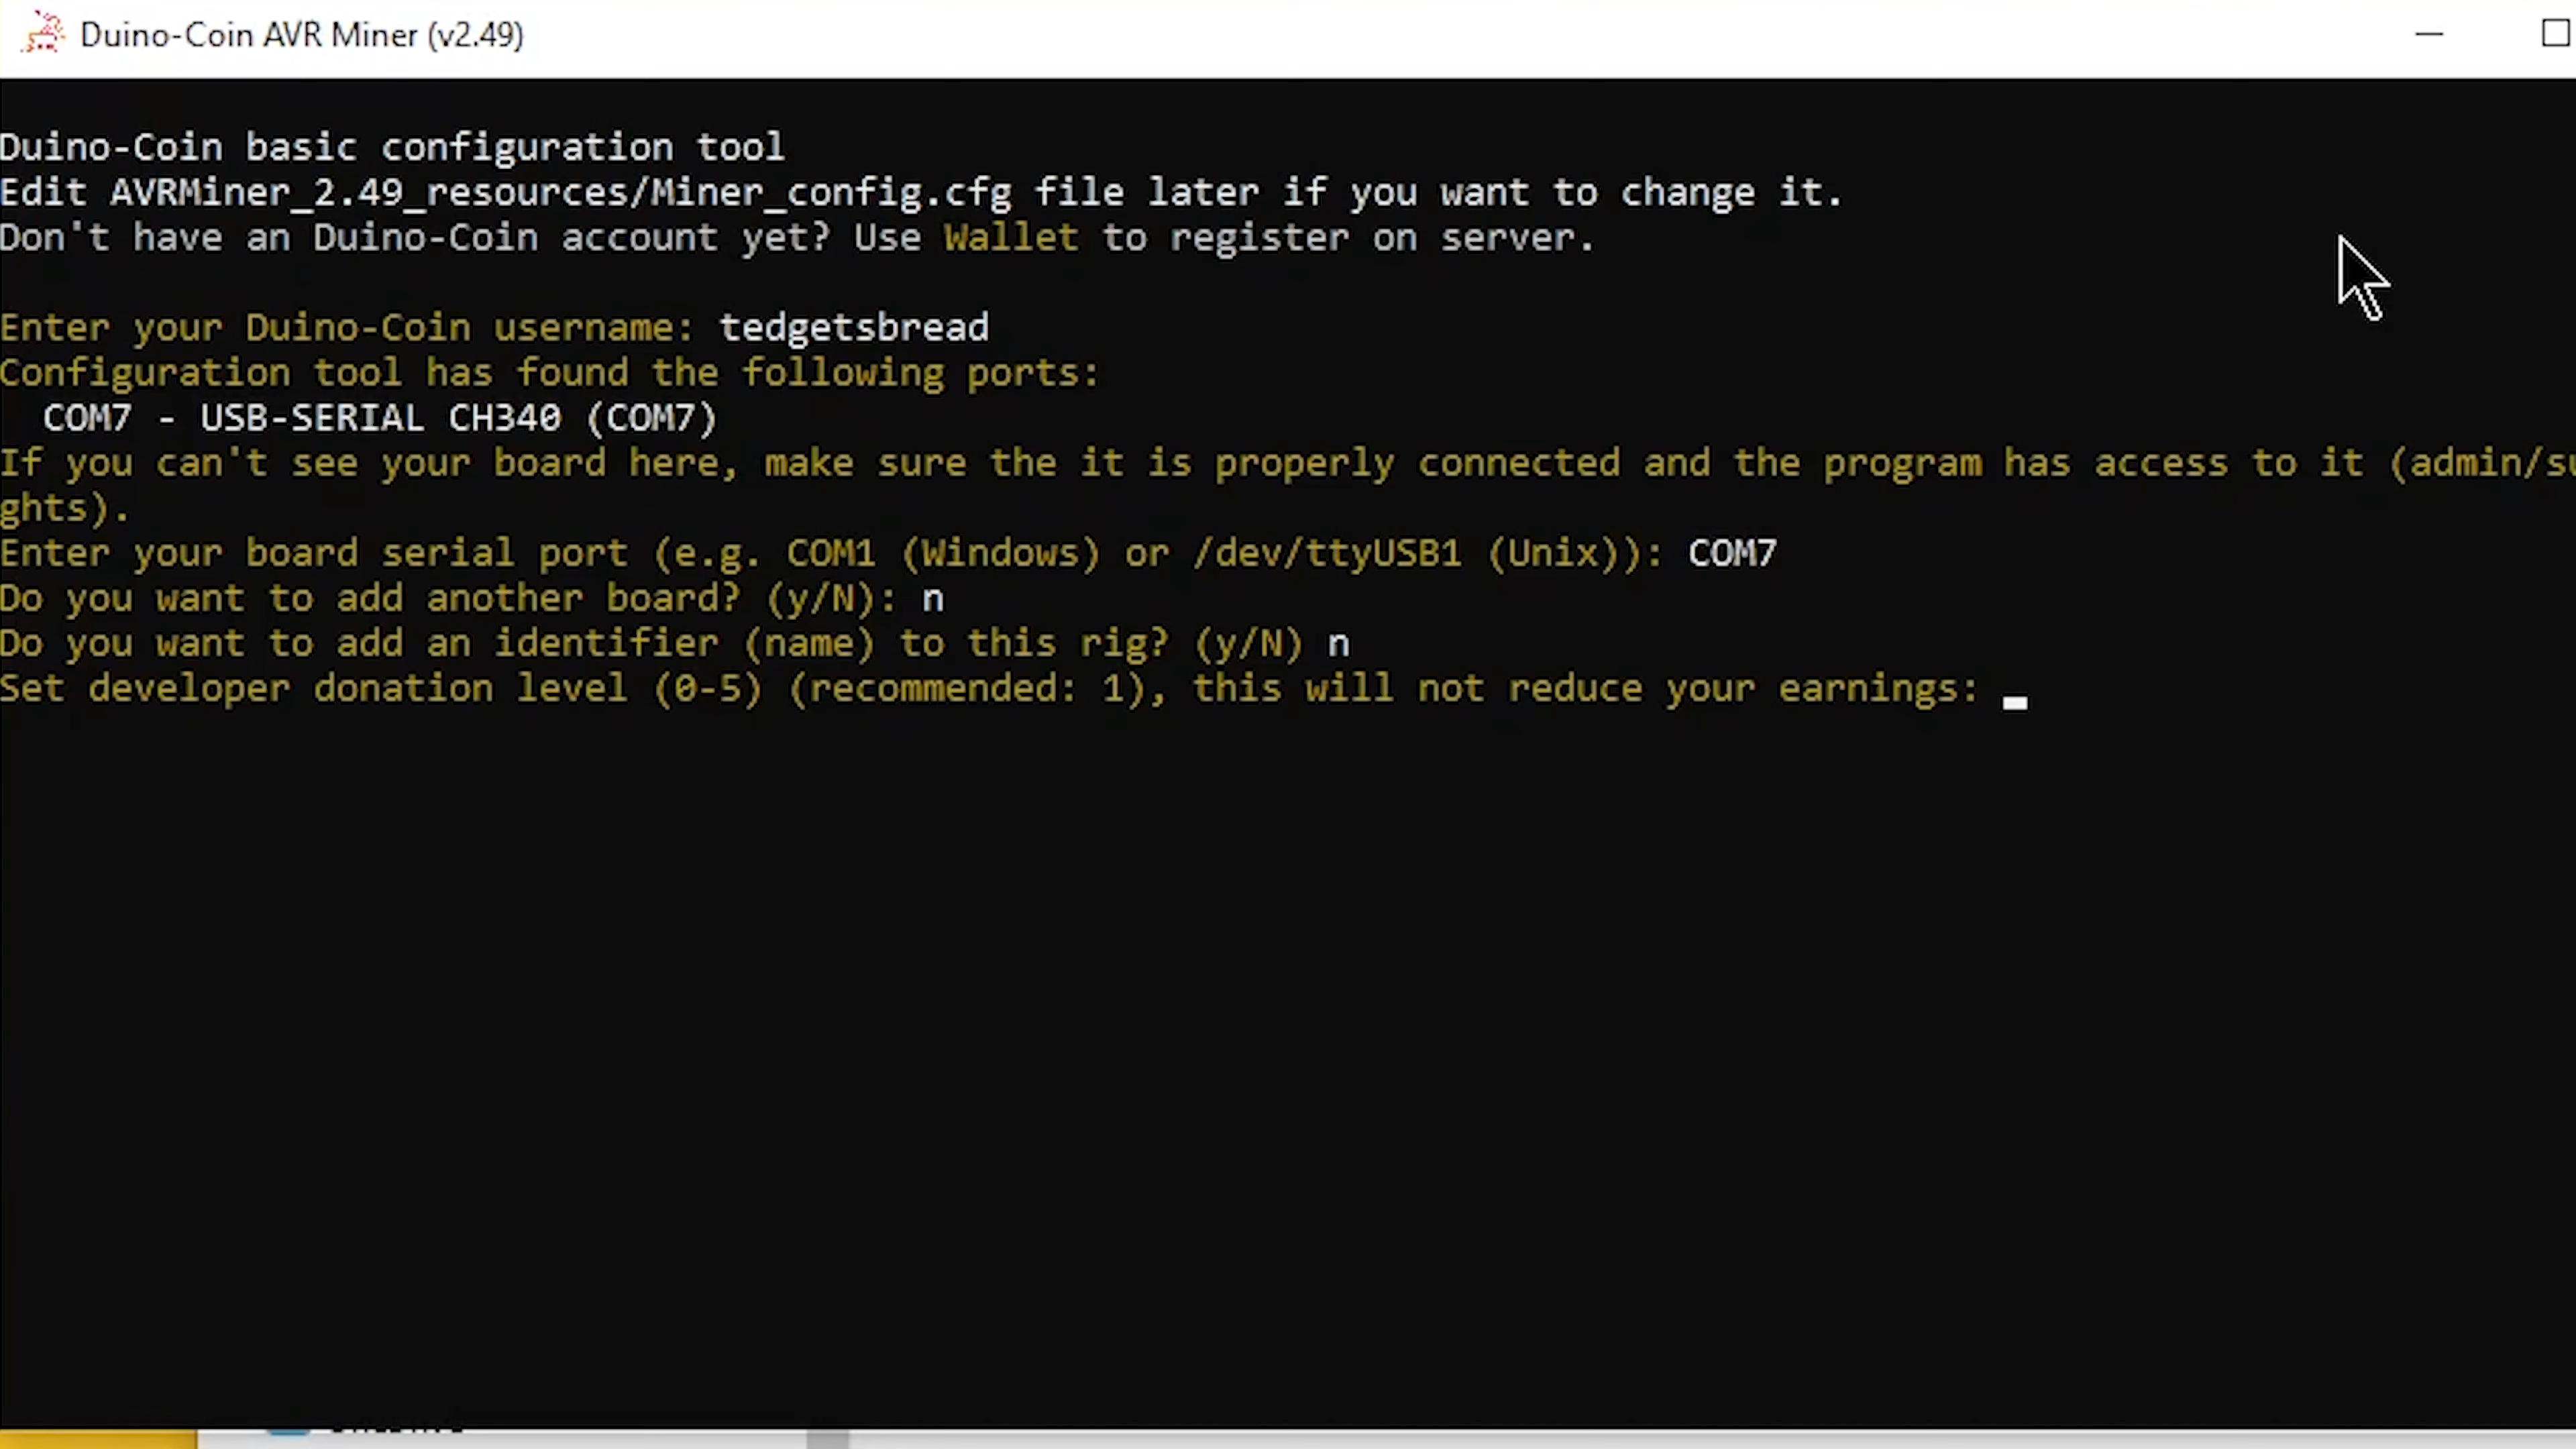 Duino-Coin AVR Miner (v2.49)
Duino-Coin basic configuration tool
Edit AVRMiner_2.49_resources/Miner_config.cfg file later if you want to change it.
Don't have an Duino-Coin account yet? Use Wallet to register on server.
Enter your Duino-Coin username: tedgetsbread
Configuration tool has found the following ports:
COM7 - USB-SERIAL CH340 (COM7)
If you can't see your board here, make sure the it is properly connected and the program has access to it (admin/su
ghts).
Enter your board serial port (e.g. COM1 (Windows) or /dev/ttyUSB1 (Unix)): COM7
Do you want to add another board? (y/N): n
Do you want to add an identifier (name) to this rig? (y/N) n
Set developer donation level (0-5) (recommended: 1), this will not reduce your earnings: